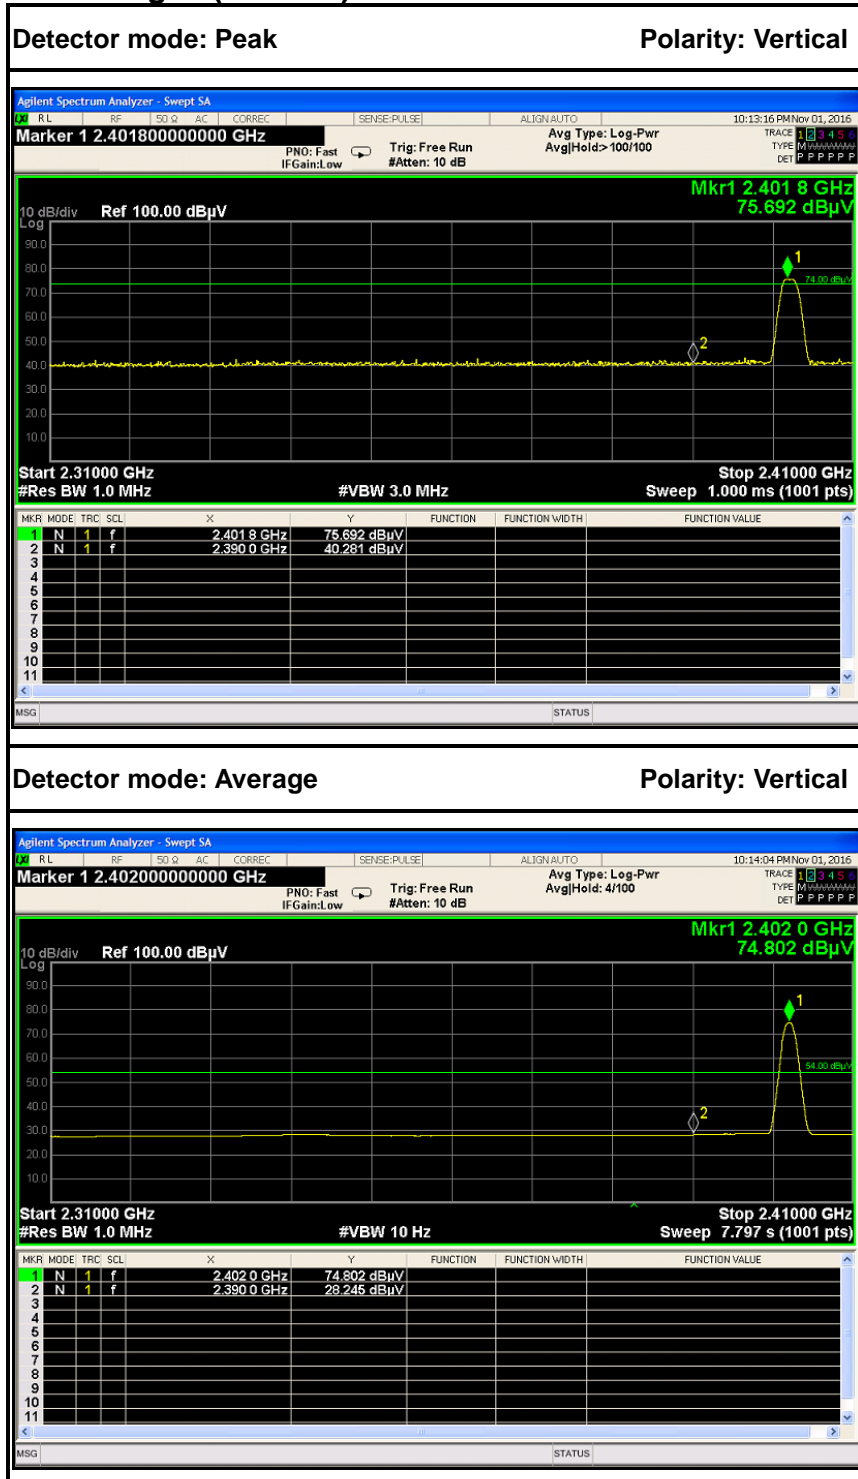 Detector mode: Peak Polarity: Vertical
Agilent Spectrum Analyzer - Swept SA
RL RF 50 Ω AC CORREC SENSE:PULSE ALIGN AUTO 10:13:16 PM Nov 01, 2016
Marker 1 2.401800000000 GHz
PNO: Fast
IFGain:Low
Trig: Free Run
#Atten: 10 dB
Avg Type: Log-Pwr
Avg|Hold:>100/100
TRACE 1 2 3 4 5 6
TYPE M
DET P P P P P P
Mkr1 2.401 8 GHz
75.692 dBµV
10 dB/div Ref 100.00 dBµV
Log
90.0
80.0
70.0
60.0
50.0
40.0
30.0
20.0
10.0
1
74.00 dBµV
2
Start 2.31000 GHz Stop 2.41000 GHz
#Res BW 1.0 MHz #VBW 3.0 MHz Sweep 1.000 ms (1001 pts)
MKR MODE TRC SCL X Y FUNCTION FUNCTION WIDTH FUNCTION VALUE
1 N 1 f 2.401 8 GHz 75.692 dBµV
2 N 1 f 2.390 0 GHz 40.281 dBµV
3
4
5
6
7
8
9
10
11
MSG STATUS
Detector mode: Average Polarity: Vertical
Agilent Spectrum Analyzer - Swept SA
RL RF 50 Ω AC CORREC SENSE:PULSE ALIGN AUTO 10:14:04 PM Nov 01, 2016
Marker 1 2.402000000000 GHz
PNO: Fast
IFGain:Low
Trig: Free Run
#Atten: 10 dB
Avg Type: Log-Pwr
Avg|Hold: 4/100
TRACE 1 2 3 4 5 6
TYPE M
DET P P P P P P
Mkr1 2.402 0 GHz
74.802 dBµV
10 dB/div Ref 100.00 dBµV
Log
90.0
80.0
70.0
60.0
50.0
40.0
30.0
20.0
10.0
1
54.00 dBµV
2
Start 2.31000 GHz Stop 2.41000 GHz
#Res BW 1.0 MHz #VBW 10 Hz Sweep 7.797 s (1001 pts)
MKR MODE TRC SCL X Y FUNCTION FUNCTION WIDTH FUNCTION VALUE
1 N 1 f 2.402 0 GHz 74.802 dBµV
2 N 1 f 2.390 0 GHz 28.245 dBµV
3
4
5
6
7
8
9
10
11
MSG STATUS